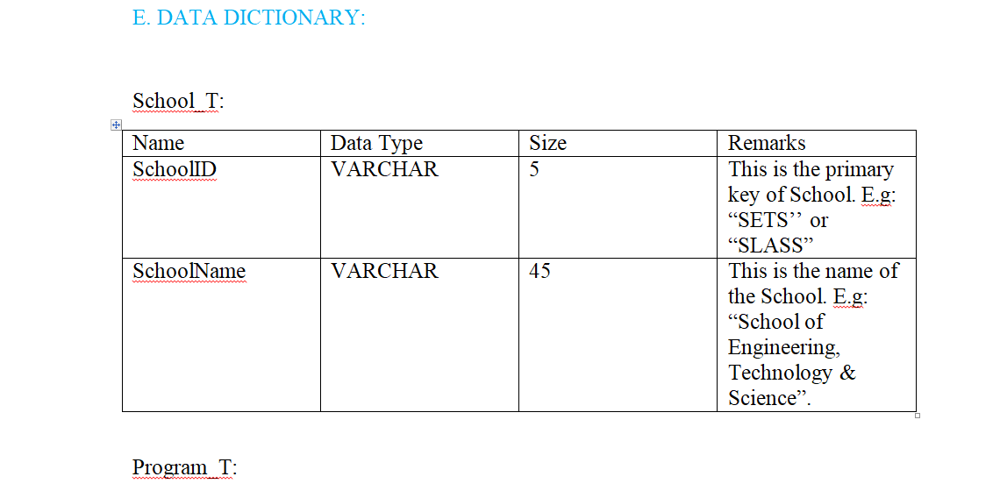 E. DATA DICTIONARY:
School_T:
Name Data Type Size Remarks
SchoolID VARCHAR 5 This is the primary
key of School. E.g:
“SETS’’ or
“SLASS”
SchoolName VARCHAR 45 This is the name of
the School. E.g:
“School of
Engineering,
Technology &
Science”.
Program_T: